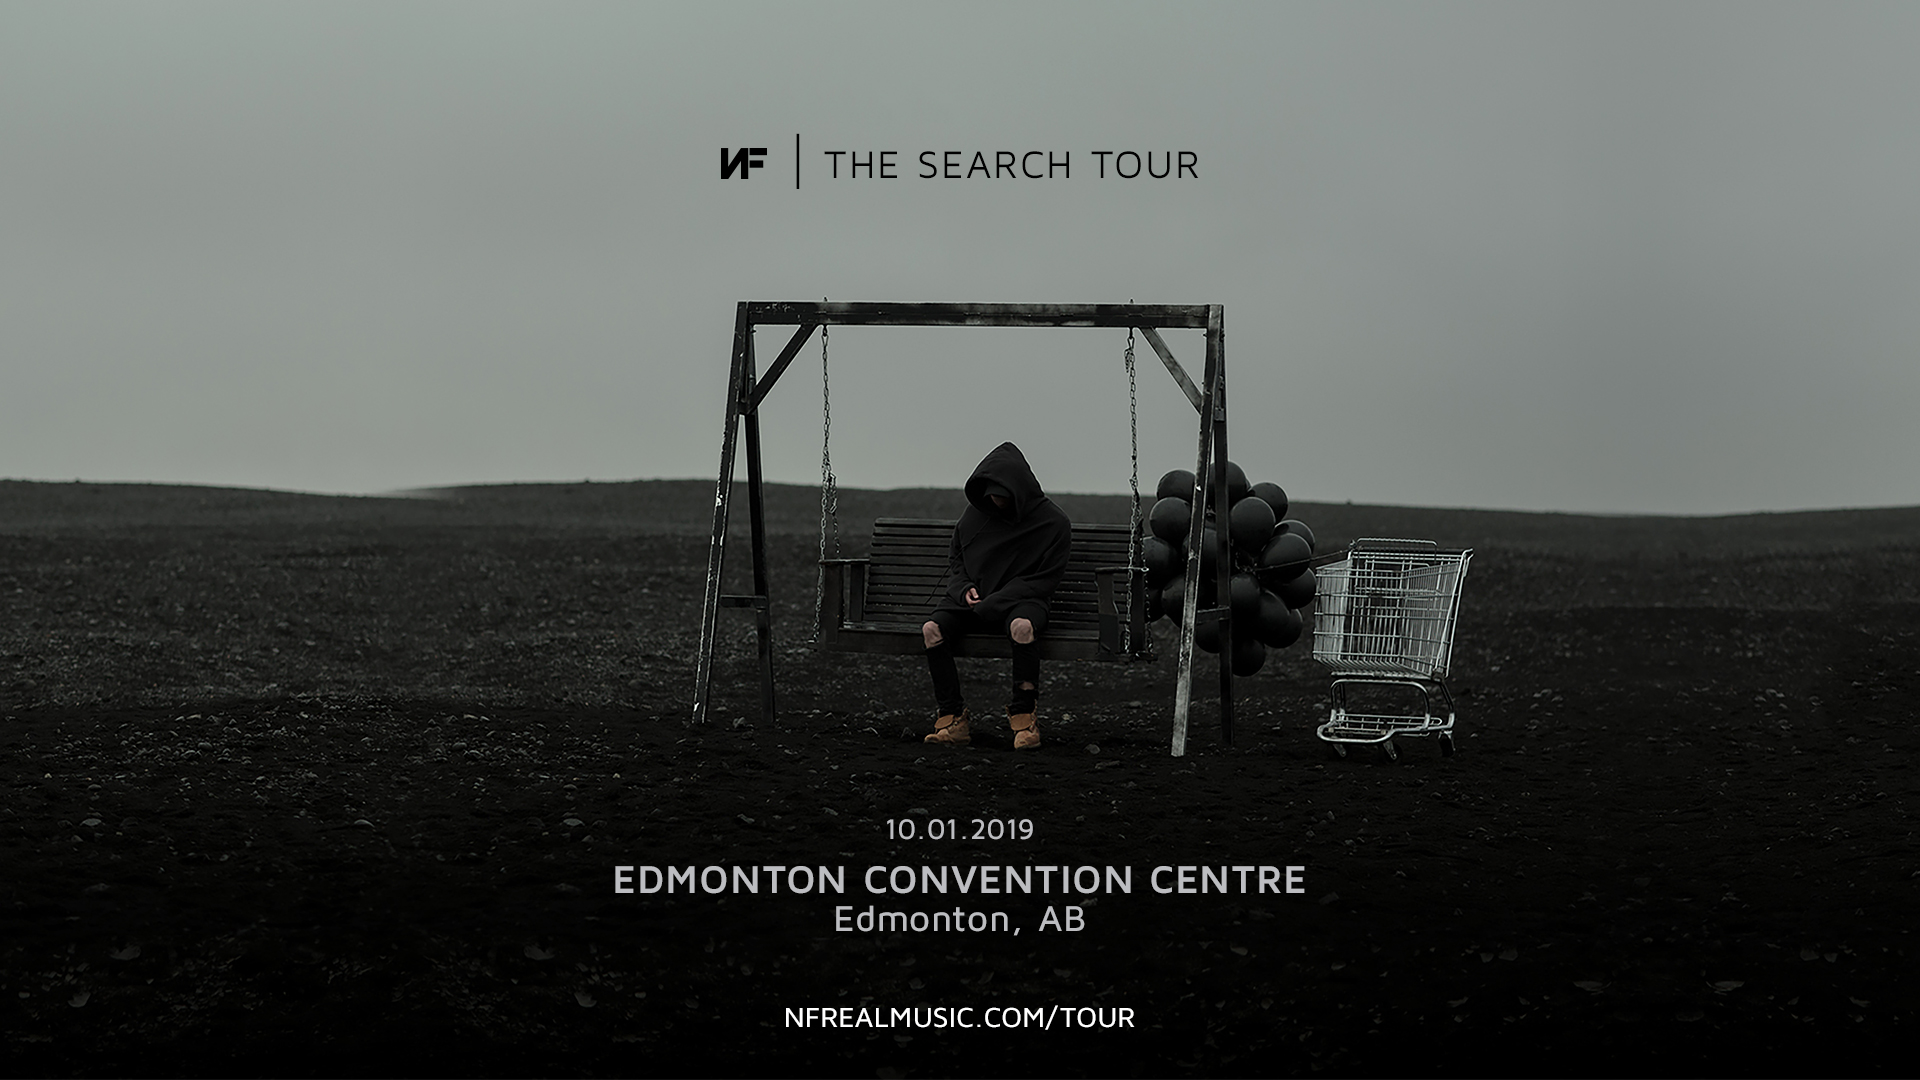 NF | THE SEARCH TOUR
10.01.2019
EDMONTON CONVENTION CENTRE
Edmonton, AB
NFREALMUSIC.COM/TOUR